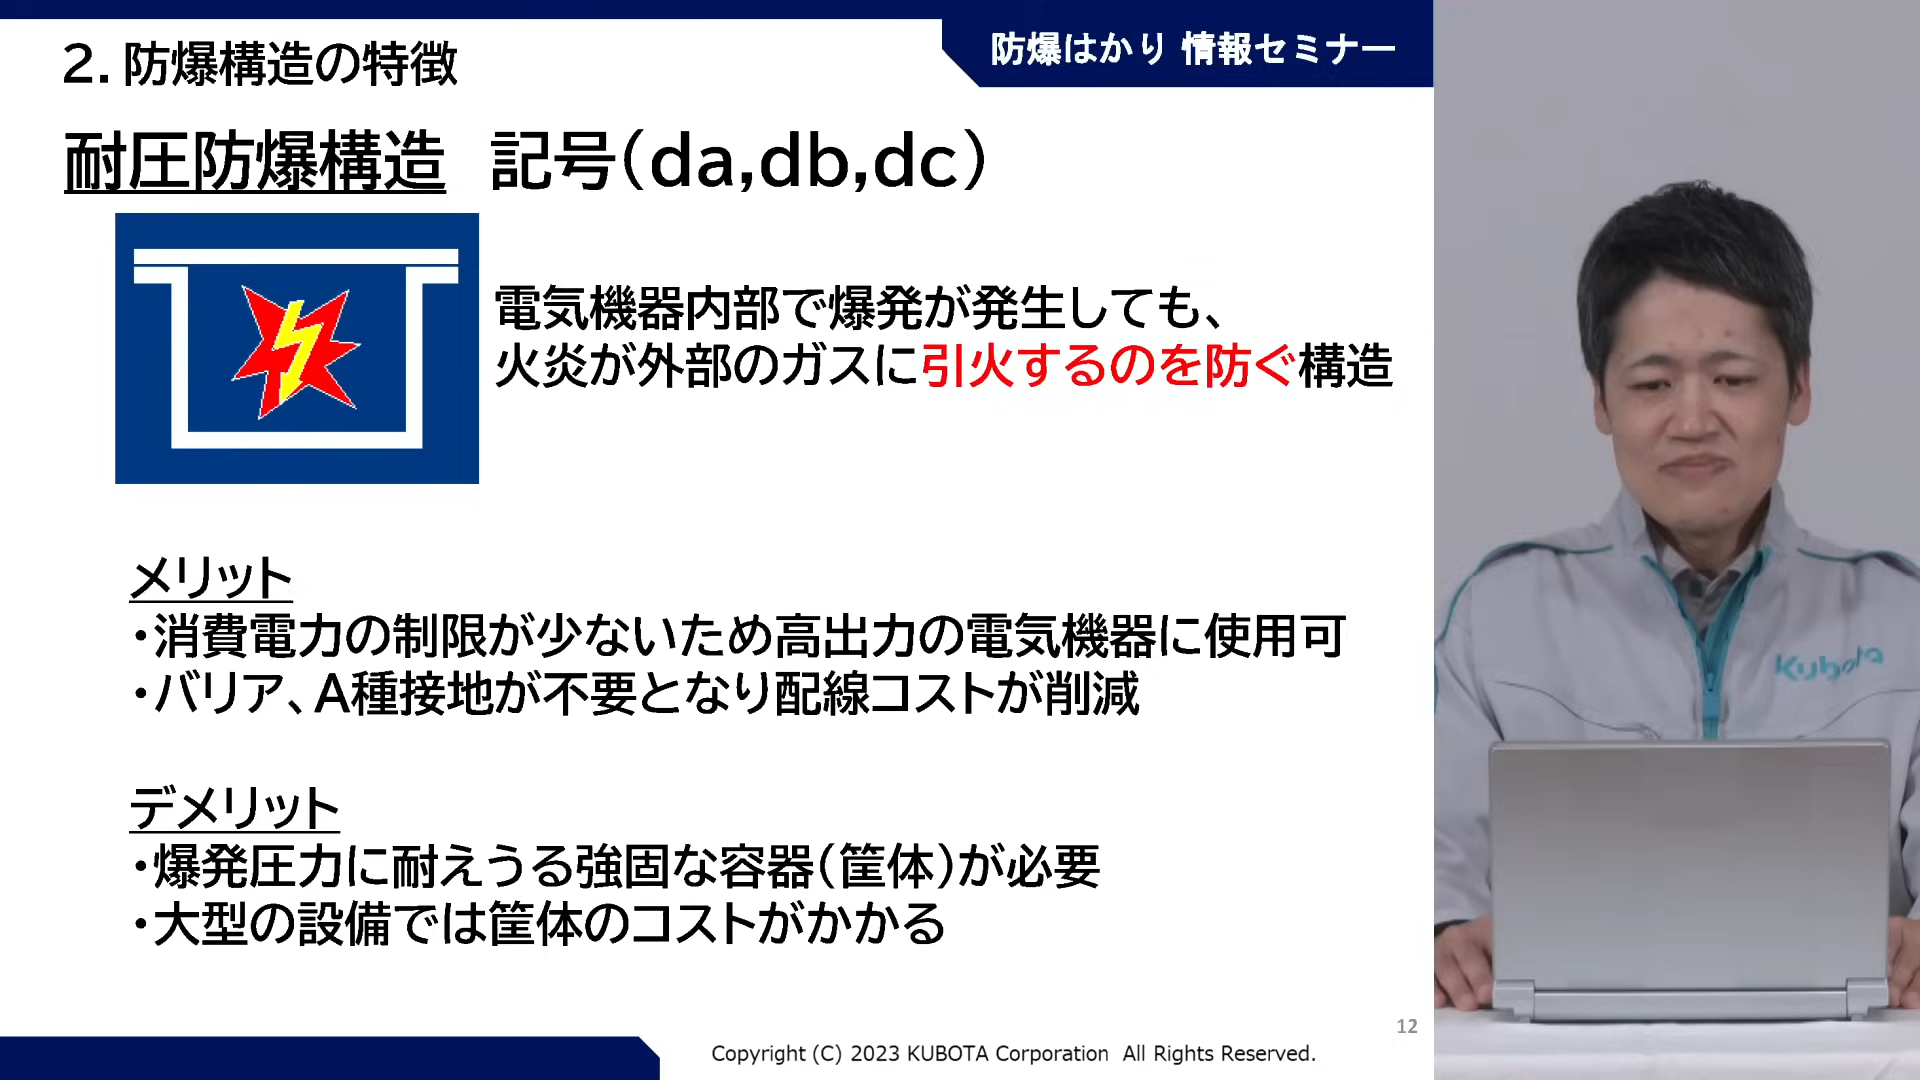 防爆はかり 情報セミナー
2. 防爆構造の特徴
耐圧防爆構造 記号(da,db,dc)
電気機器内部で爆発が発生しても、
火炎が外部のガスに引火するのを防ぐ構造
メリット
・消費電力の制限が少ないため高出力の電気機器に使用可
・バリア、A種接地が不要となり配線コストが削減
デメリット
・爆発圧力に耐えうる強固な容器(筐体)が必要
・大型の設備では筐体のコストがかかる
12
Copyright (C) 2023 KUBOTA Corporation All Rights Reserved.
Kubota